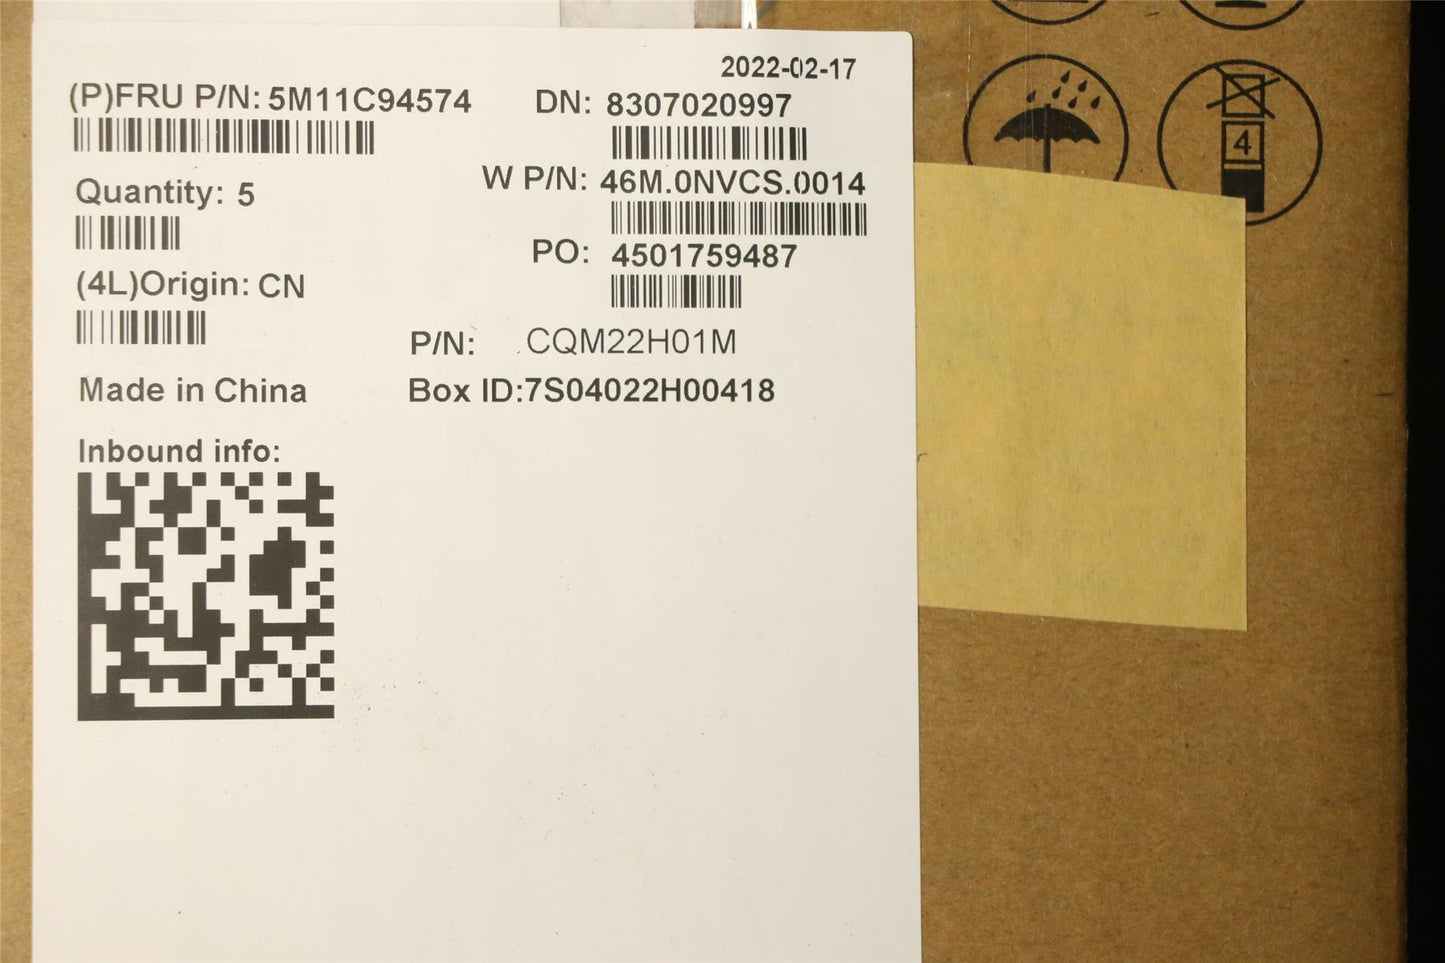 2022-02-17
(P)FRU P/N: 5M11C94574
DN: 8307020997
Quantity: 5
W P/N: 46M.0NVCS.0014
PO: 4501759487
(4L)Origin: CN
P/N: CQM22H01M
Made in China
Box ID:7S04022H00418
Inbound info:
4